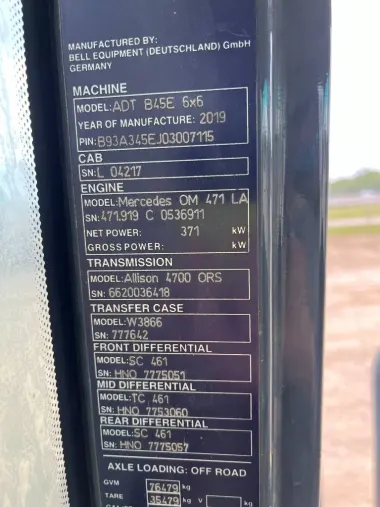 MANUFACTURED BY:
BELL EQUIPMENT (DEUTSCHLAND) GmbH
GERMANY
MACHINE
MODEL: ADT B45E 6x6
YEAR OF MANUFACTURE: 2019
PIN: B93A345EJ03007115
CAB
SN: L 04217
ENGINE
MODEL: Mercedes OM 471 LA
SN: 471.919 C 0536911
NET POWER: 371 kW
GROSS POWER: kW
TRANSMISSION
MODEL: Allison 4700 ORS
SN: 6620036418
TRANSFER CASE
MODEL: W3866
SN: 777642
FRONT DIFFERENTIAL
MODEL: SC 461
SN: HNO 7775051
MID DIFFERENTIAL
MODEL: TC 461
SN: HNO 7753060
REAR DIFFERENTIAL
MODEL: SC 461
SN: HNO 7775057
AXLE LOADING: OFF ROAD
GVM 76479 kg
TARE 35479 kg V kg